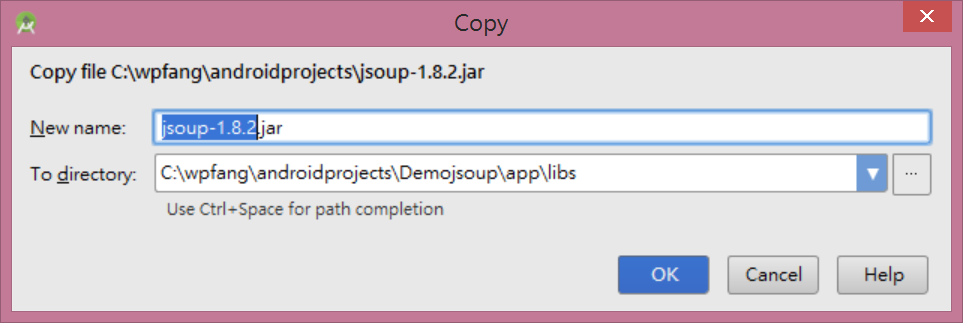 Copy
Copy file C:\wpfang\androidprojects\jsoup-1.8.2.jar
New name: jsoup-1.8.2.jar
To directory: C:\wpfang\androidprojects\Demojsoup\app\libs ...
Use Ctrl+Space for path completion
OK Cancel Help